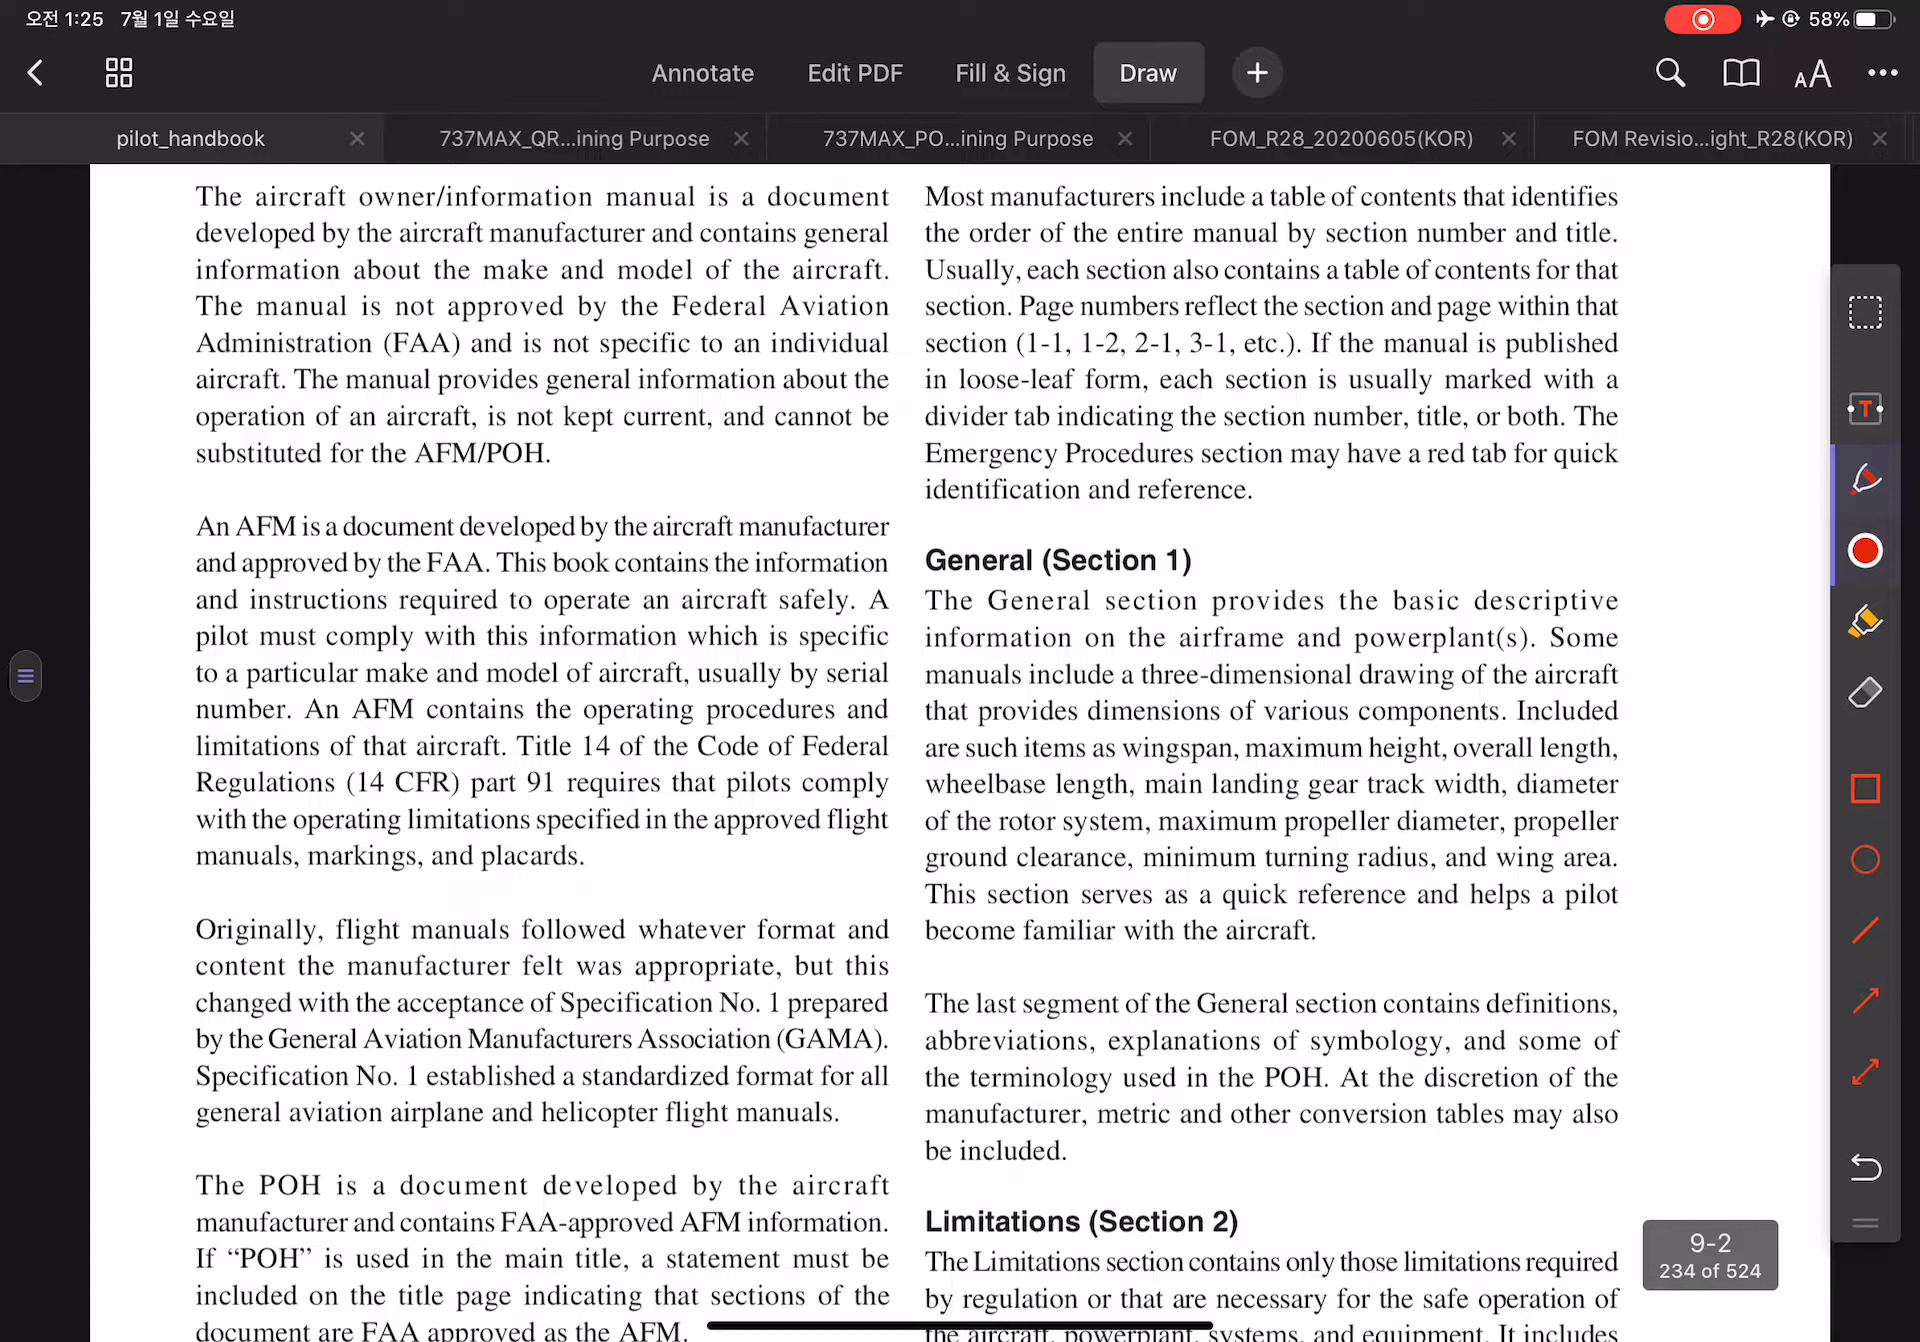 오전 1:25 7월 1일 수요일
58%
Annotate Edit PDF Fill & Sign Draw
AA
pilot_handbook
737MAX_QR...ining Purpose
737MAX_PO...ining Purpose
FOM_R28_20200605(KOR)
FOM Revisio...ight_R28(KOR)
The aircraft owner/information manual is a document
developed by the aircraft manufacturer and contains general
information about the make and model of the aircraft.
The manual is not approved by the Federal Aviation
Administration (FAA) and is not specific to an individual
aircraft. The manual provides general information about the
operation of an aircraft, is not kept current, and cannot be
substituted for the AFM/POH.
An AFM is a document developed by the aircraft manufacturer
and approved by the FAA. This book contains the information
and instructions required to operate an aircraft safely. A
pilot must comply with this information which is specific
to a particular make and model of aircraft, usually by serial
number. An AFM contains the operating procedures and
limitations of that aircraft. Title 14 of the Code of Federal
Regulations (14 CFR) part 91 requires that pilots comply
with the operating limitations specified in the approved flight
manuals, markings, and placards.
Originally, flight manuals followed whatever format and
content the manufacturer felt was appropriate, but this
changed with the acceptance of Specification No. 1 prepared
by the General Aviation Manufacturers Association (GAMA).
Specification No. 1 established a standardized format for all
general aviation airplane and helicopter flight manuals.
The POH is a document developed by the aircraft
manufacturer and contains FAA-approved AFM information.
If “POH” is used in the main title, a statement must be
included on the title page indicating that sections of the
document are FAA approved as the AFM.
Most manufacturers include a table of contents that identifies
the order of the entire manual by section number and title.
Usually, each section also contains a table of contents for that
section. Page numbers reflect the section and page within that
section (1-1, 1-2, 2-1, 3-1, etc.). If the manual is published
in loose-leaf form, each section is usually marked with a
divider tab indicating the section number, title, or both. The
Emergency Procedures section may have a red tab for quick
identification and reference.
General (Section 1)
The General section provides the basic descriptive
information on the airframe and powerplant(s). Some
manuals include a three-dimensional drawing of the aircraft
that provides dimensions of various components. Included
are such items as wingspan, maximum height, overall length,
wheelbase length, main landing gear track width, diameter
of the rotor system, maximum propeller diameter, propeller
ground clearance, minimum turning radius, and wing area.
This section serves as a quick reference and helps a pilot
become familiar with the aircraft.
The last segment of the General section contains definitions,
abbreviations, explanations of symbology, and some of
the terminology used in the POH. At the discretion of the
manufacturer, metric and other conversion tables may also
be included.
Limitations (Section 2)
The Limitations section contains only those limitations required
by regulation or that are necessary for the safe operation of
the aircraft, powerplant, systems, and equipment. It includes
T
9-2
234 of 524